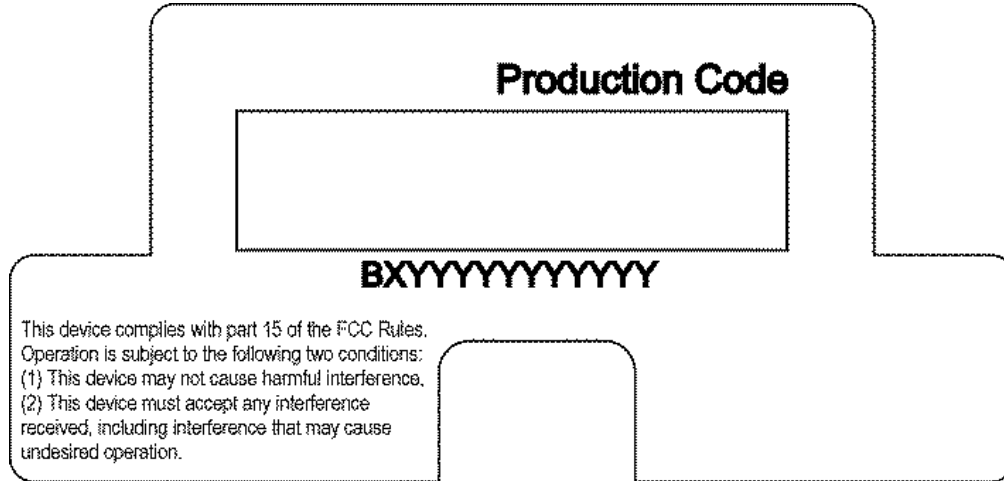 Production Code
BXYYYYYYYYYYY
This device complies with part 15 of the FCC Rules.
Operation is subject to the following two conditions:
(1) This device may not cause harmful interference,
(2) This device must accept any interference
received, including interference that may cause
undesired operation.